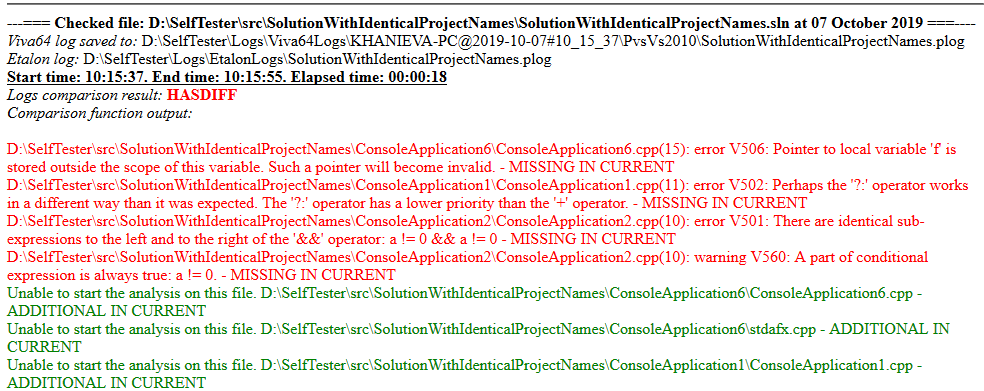 ---=== Checked file: D:\SelfTester\src\SolutionWithIdenticalProjectNames\SolutionWithIdenticalProjectNames.sln at 07 October 2019 ===----
Viva64 log saved to: D:\SelfTester\Logs\Viva64Logs\KHANIEVA-PC@2019-10-07#10_15_37\PvsVs2010\SolutionWithIdenticalProjectNames.plog
Etalon log: D:\SelfTester\Logs\EtalonLogs\SolutionWithIdenticalProjectNames.plog
Start time: 10:15:37. End time: 10:15:55. Elapsed time: 00:00:18
Logs comparison result: HASDIFF
Comparison function output:
D:\SelfTester\src\SolutionWithIdenticalProjectNames\ConsoleApplication6\ConsoleApplication6.cpp(15): error V506: Pointer to local variable 'f' is
stored outside the scope of this variable. Such a pointer will become invalid. - MISSING IN CURRENT
D:\SelfTester\src\SolutionWithIdenticalProjectNames\ConsoleApplication1\ConsoleApplication1.cpp(11): error V502: Perhaps the '?:' operator works
in a different way than it was expected. The '?:' operator has a lower priority than the '+' operator. - MISSING IN CURRENT
D:\SelfTester\src\SolutionWithIdenticalProjectNames\ConsoleApplication2\ConsoleApplication2.cpp(10): error V501: There are identical sub-
expressions to the left and to the right of the '&&' operator: a != 0 && a != 0 - MISSING IN CURRENT
D:\SelfTester\src\SolutionWithIdenticalProjectNames\ConsoleApplication2\ConsoleApplication2.cpp(10): warning V560: A part of conditional
expression is always true: a != 0. - MISSING IN CURRENT
Unable to start the analysis on this file. D:\SelfTester\src\SolutionWithIdenticalProjectNames\ConsoleApplication6\ConsoleApplication6.cpp -
ADDITIONAL IN CURRENT
Unable to start the analysis on this file. D:\SelfTester\src\SolutionWithIdenticalProjectNames\ConsoleApplication6\stdafx.cpp - ADDITIONAL IN
CURRENT
Unable to start the analysis on this file. D:\SelfTester\src\SolutionWithIdenticalProjectNames\ConsoleApplication1\ConsoleApplication1.cpp -
ADDITIONAL IN CURRENT